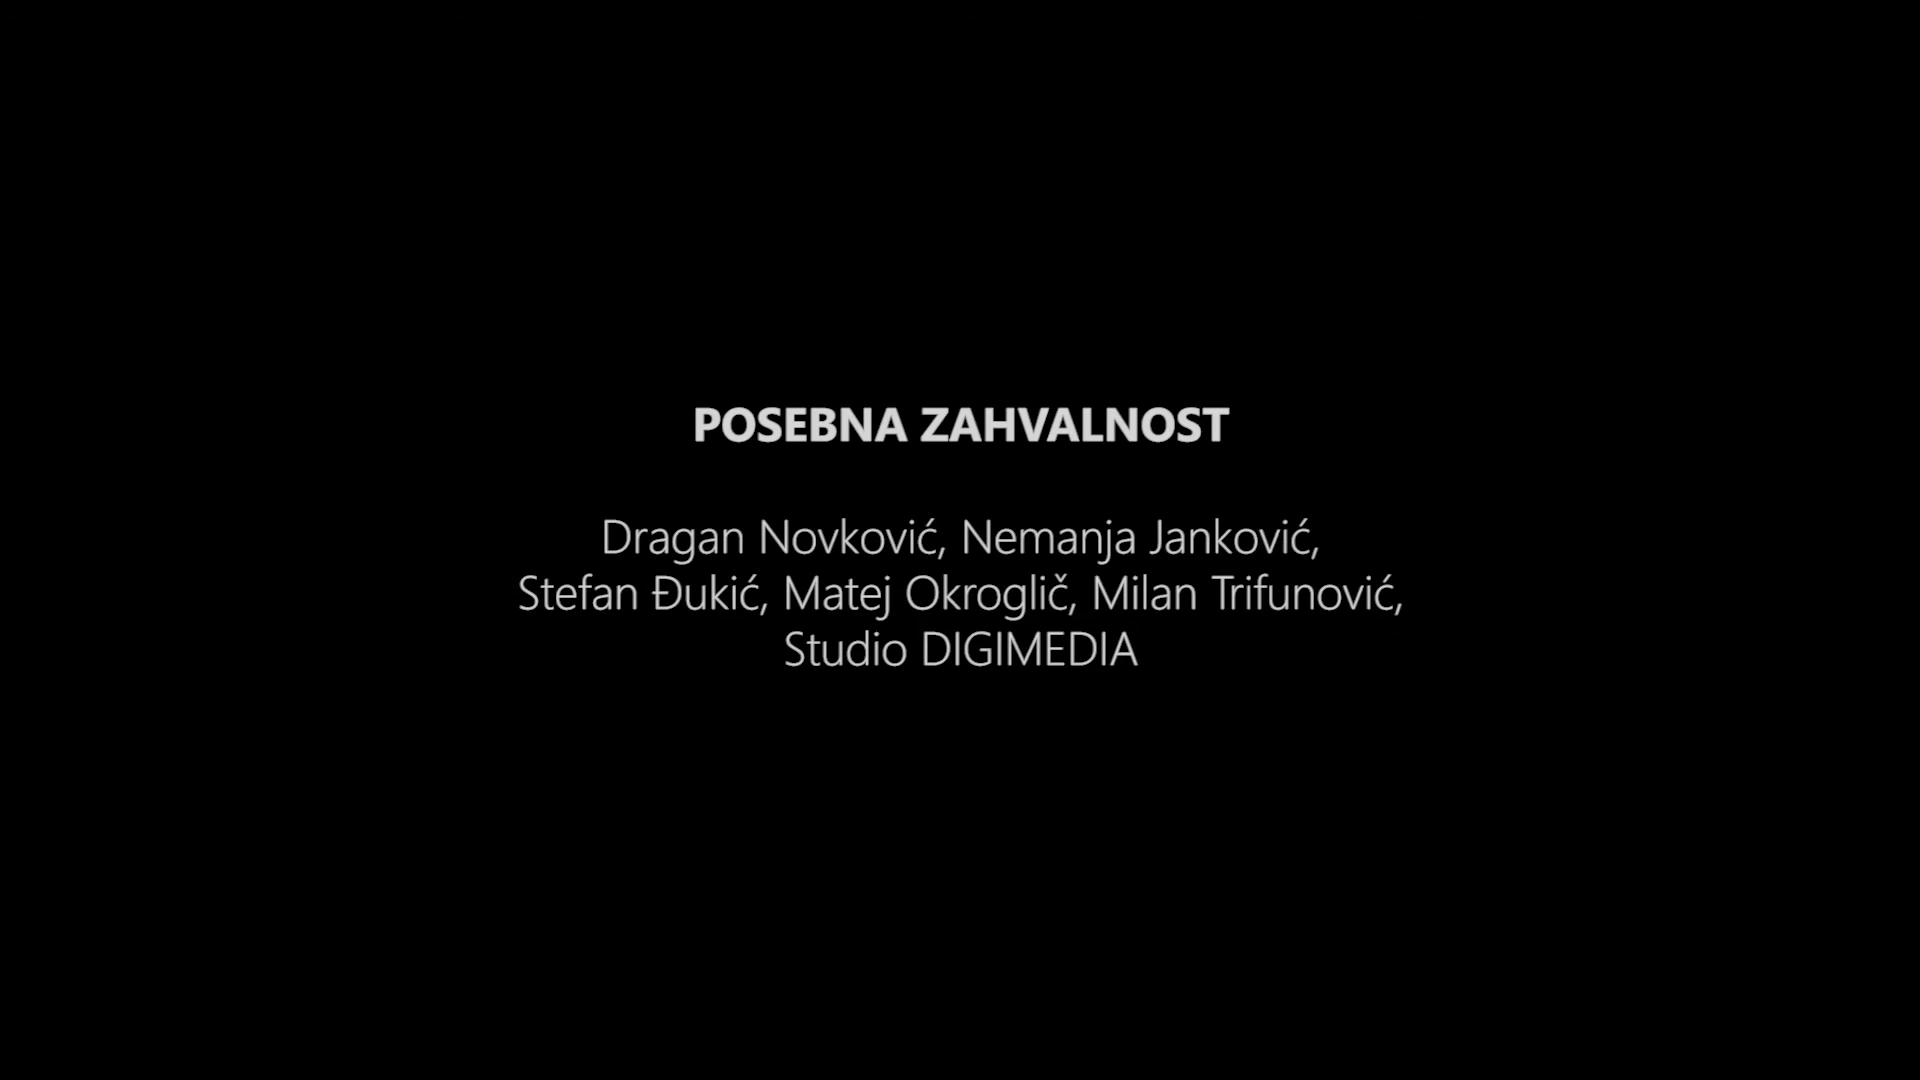 POSEBNA ZAHVALNOST
Dragan Novković, Nemanja Janković,
Stefan Đukić, Matej Okroglič, Milan Trifunović,
Studio DIGIMEDIA